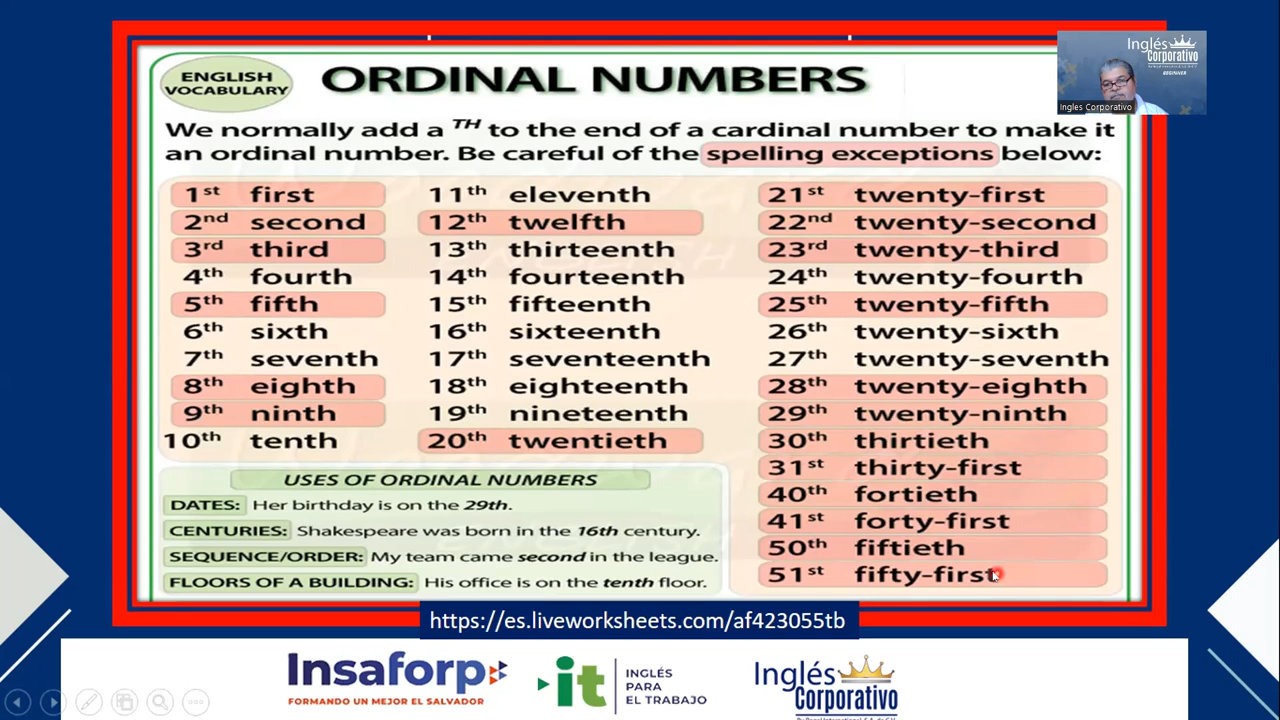 ENGLISH
VOCABULARY
ORDINAL NUMBERS
Inglés
Corporativo
BEGINNER
Ingles Corporativo
We normally add a TH to the end of a cardinal number to make it
an ordinal number. Be careful of the spelling exceptions below:
1st first
2nd second
3rd third
4th fourth
5th fifth
6th sixth
7th seventh
8th eighth
9th ninth
10th tenth
11th eleventh
12th twelfth
13th thirteenth
14th fourteenth
15th fifteenth
16th sixteenth
17th seventeenth
18th eighteenth
19th nineteenth
20th twentieth
21st twenty-first
22nd twenty-second
23rd twenty-third
24th twenty-fourth
25th twenty-fifth
26th twenty-sixth
27th twenty-seventh
28th twenty-eighth
29th twenty-ninth
30th thirtieth
31st thirty-first
40th fortieth
41st forty-first
50th fiftieth
51st fifty-first
USES OF ORDINAL NUMBERS
DATES: Her birthday is on the 29th.
CENTURIES: Shakespeare was born in the 16th century.
SEQUENCE/ORDER: My team came second in the league.
FLOORS OF A BUILDING: His office is on the tenth floor.
https://es.liveworksheets.com/af423055tb
Insaforp
FORMANDO UN MEJOR EL SALVADOR
it
INGLÉS
PARA
EL TRABAJO
Inglés
Corporativo